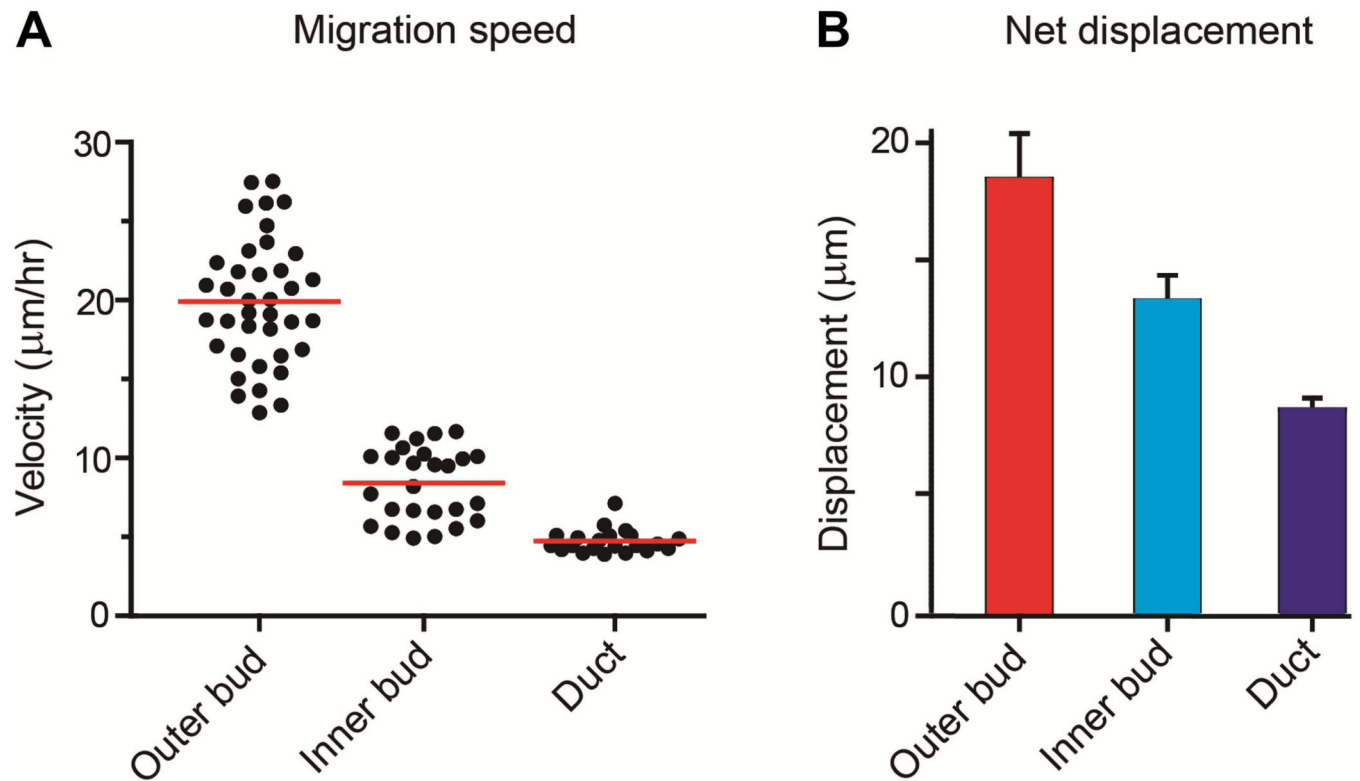 A
Migration speed
Velocity (μm/hr)
30
20
10
0
Outer bud
Inner bud
Duct
B
Net displacement
Displacement (μm)
20
10
0
Outer bud
Inner bud
Duct